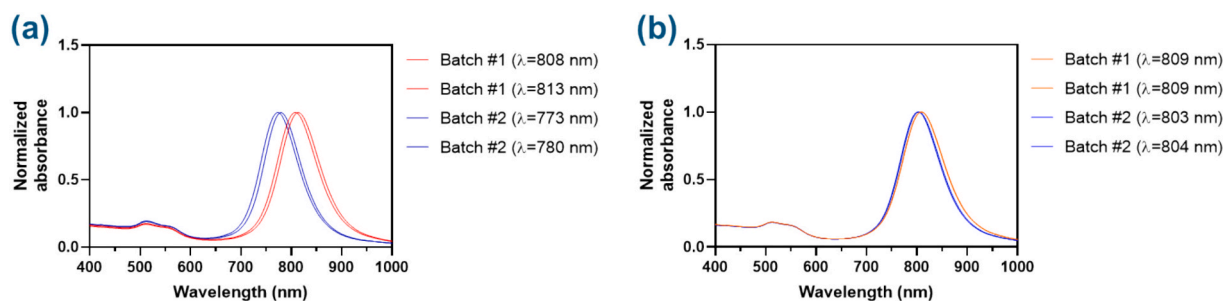 (a)
1.5
1.0
0.5
0.0
Normalized
absorbance
400 500 600 700 800 900 1000
Wavelength (nm)
Batch #1 (λ=808 nm)
Batch #1 (λ=813 nm)
Batch #2 (λ=773 nm)
Batch #2 (λ=780 nm)
(b)
1.5
1.0
0.5
0.0
Normalized
absorbance
400 500 600 700 800 900 1000
Wavelength (nm)
Batch #1 (λ=809 nm)
Batch #1 (λ=809 nm)
Batch #2 (λ=803 nm)
Batch #2 (λ=804 nm)